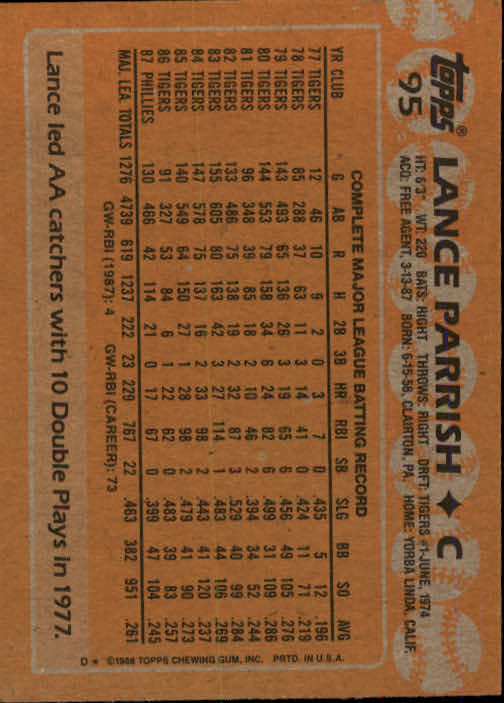 topps®
95
LANCE PARRISH ◆ C
HT: 6'3" WT: 220 BATS: RIGHT THROWS: RIGHT DRFT: TIGERS #1-JUNE, 1974
ACQ: FREE AGENT, 3-13-87 BORN: 6-15-56, CLAIRTON, PA. HOME: YORBA LINDA, CALIF.
COMPLETE MAJOR LEAGUE BATTING RECORD
YR CLUB G AB R H 2B 3B HR RBI SB SLG BB SO AVG
77 TIGERS 12 46 10 9 2 0 3 7 0 .435 5 12 .196
78 TIGERS 85 288 37 63 11 3 14 41 0 .424 11 71 .219
79 TIGERS 143 493 65 136 26 3 19 65 6 .456 49 105 .276
80 TIGERS 144 553 79 158 34 6 24 82 6 .499 31 109 .286
81 TIGERS 96 348 39 85 18 2 10 46 2 .394 34 52 .244
82 TIGERS 133 486 75 138 19 2 32 87 3 .529 40 99 .284
83 TIGERS 155 605 80 163 42 3 27 114 1 .483 44 106 .269
84 TIGERS 147 578 75 137 16 2 33 98 2 .443 41 120 .237
85 TIGERS 140 549 64 150 27 1 28 98 2 .479 41 90 .273
86 TIGERS 91 327 53 84 6 1 22 62 0 .483 39 83 .257
87 PHILLIES 130 466 42 114 21 0 17 67 0 .399 47 104 .245
MAJ. LEA. TOTALS 1276 4739 619 1237 222 23 229 767 22 .463 382 951 .261
GW-RBI (1987): 4 GW-RBI (CAREER): 73
D* ©1988 TOPPS CHEWING GUM, INC. PRTD. IN U.S.A.
Lance led AA catchers with 10 Double Plays in 1977.